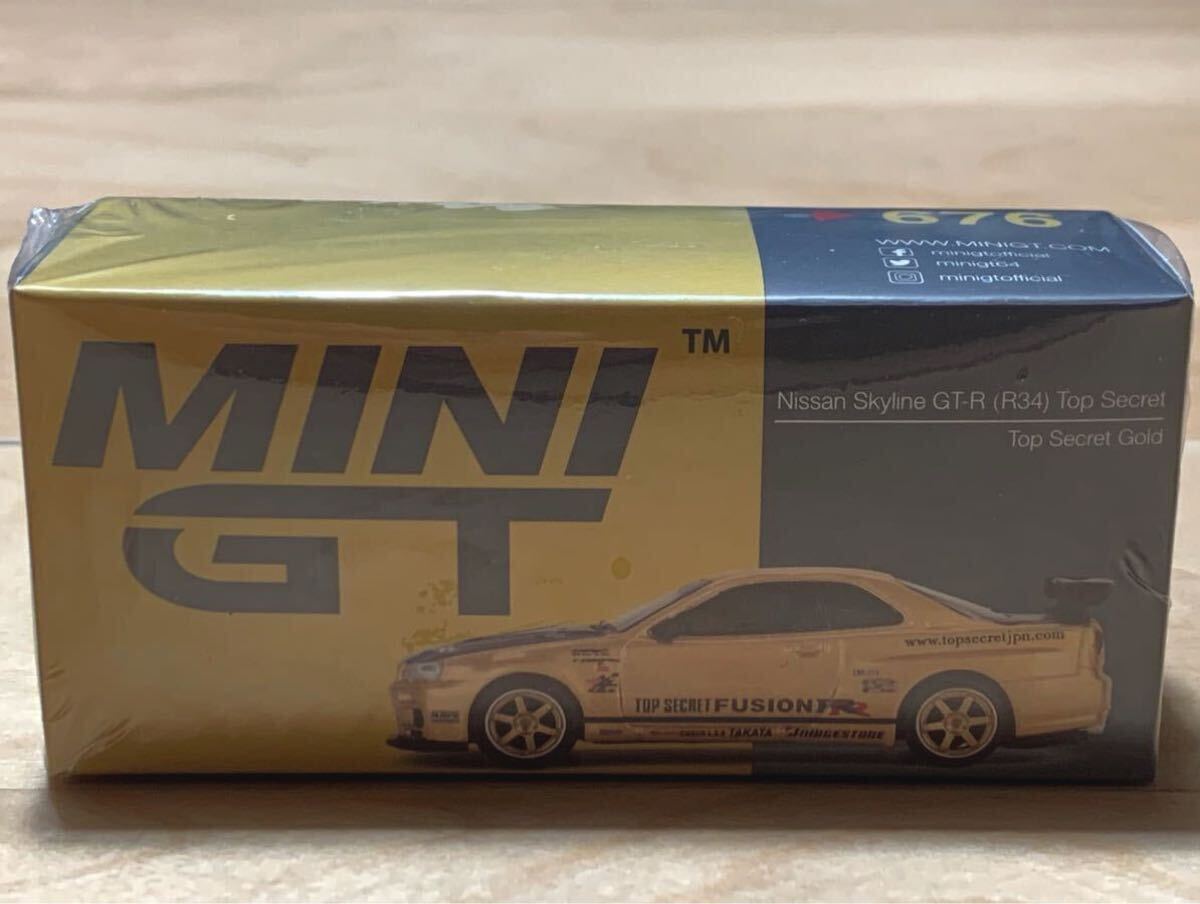 676
WWW.MINIGT.COM
minigtofficial
minigt64
minigtofficial
MINI
GT
TM
Nissan Skyline GT-R (R34) Top Secret
Top Secret Gold
www.topsecretjpn.com
TOP SECRET FUSION RR
TAKATA BRIDGESTONE